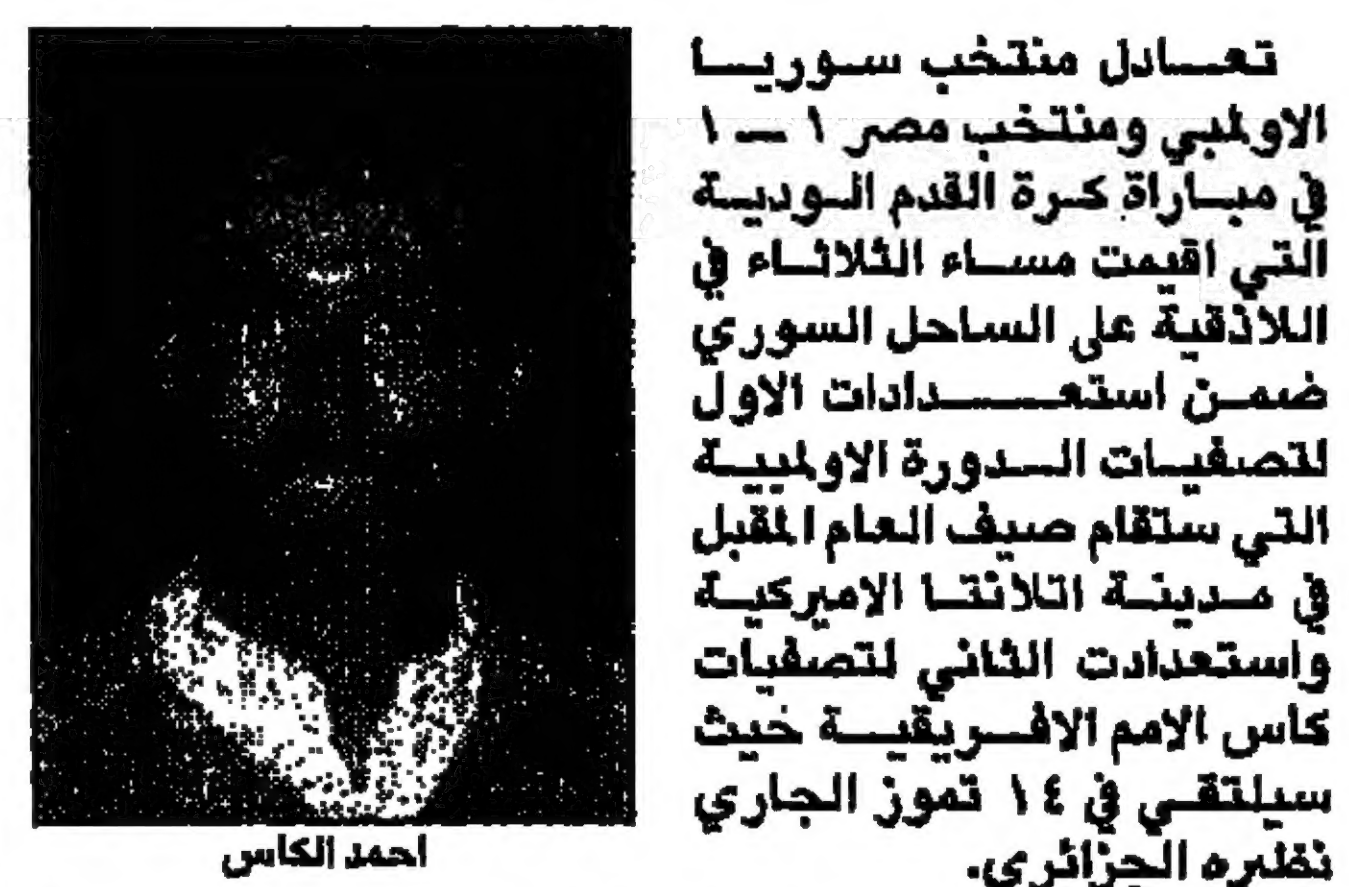 تعادل منتخب سوريا
الاولمبي ومنتخب مصر ١ — ١
في مباراة كرة القدم الودية
التي اقيمت مساء الثلاثاء في
اللاذقية على الساحل السوري
ضمن استعدادات الاول
لتصفيات الدورة الاولمبية
التي ستقام صيف العام المقبل
في مدينة اتلانتا الاميركية
واستعدادت الثاني لتصفيات
كأس الامم الافريقية خيث
سيلتقي في ١٤ تموز الجاري
نظيره الجزائري.
احمد الكاس